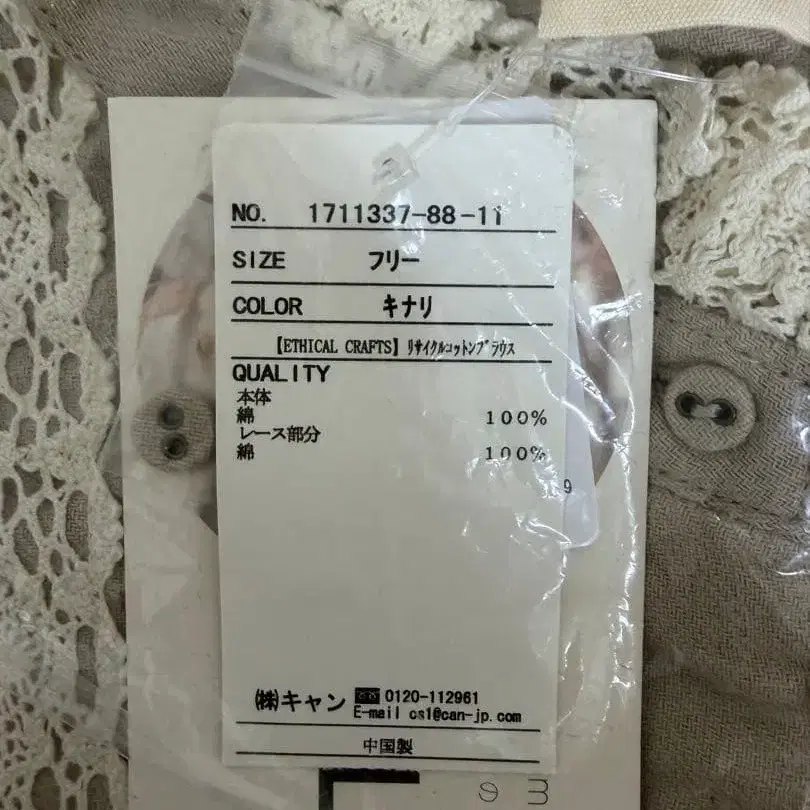 NO. 1711337-88-11
SIZE フリー
COLOR キナリ
【ETHICAL CRAFTS】ﾘｻｲｸﾙｺｯﾄﾝﾌﾞﾗｳｽ
QUALITY
本体
綿 100%
レース部分
綿 100%
9
㈱キャン 0120-112961
E-mail cs1@can-jp.com
中国製